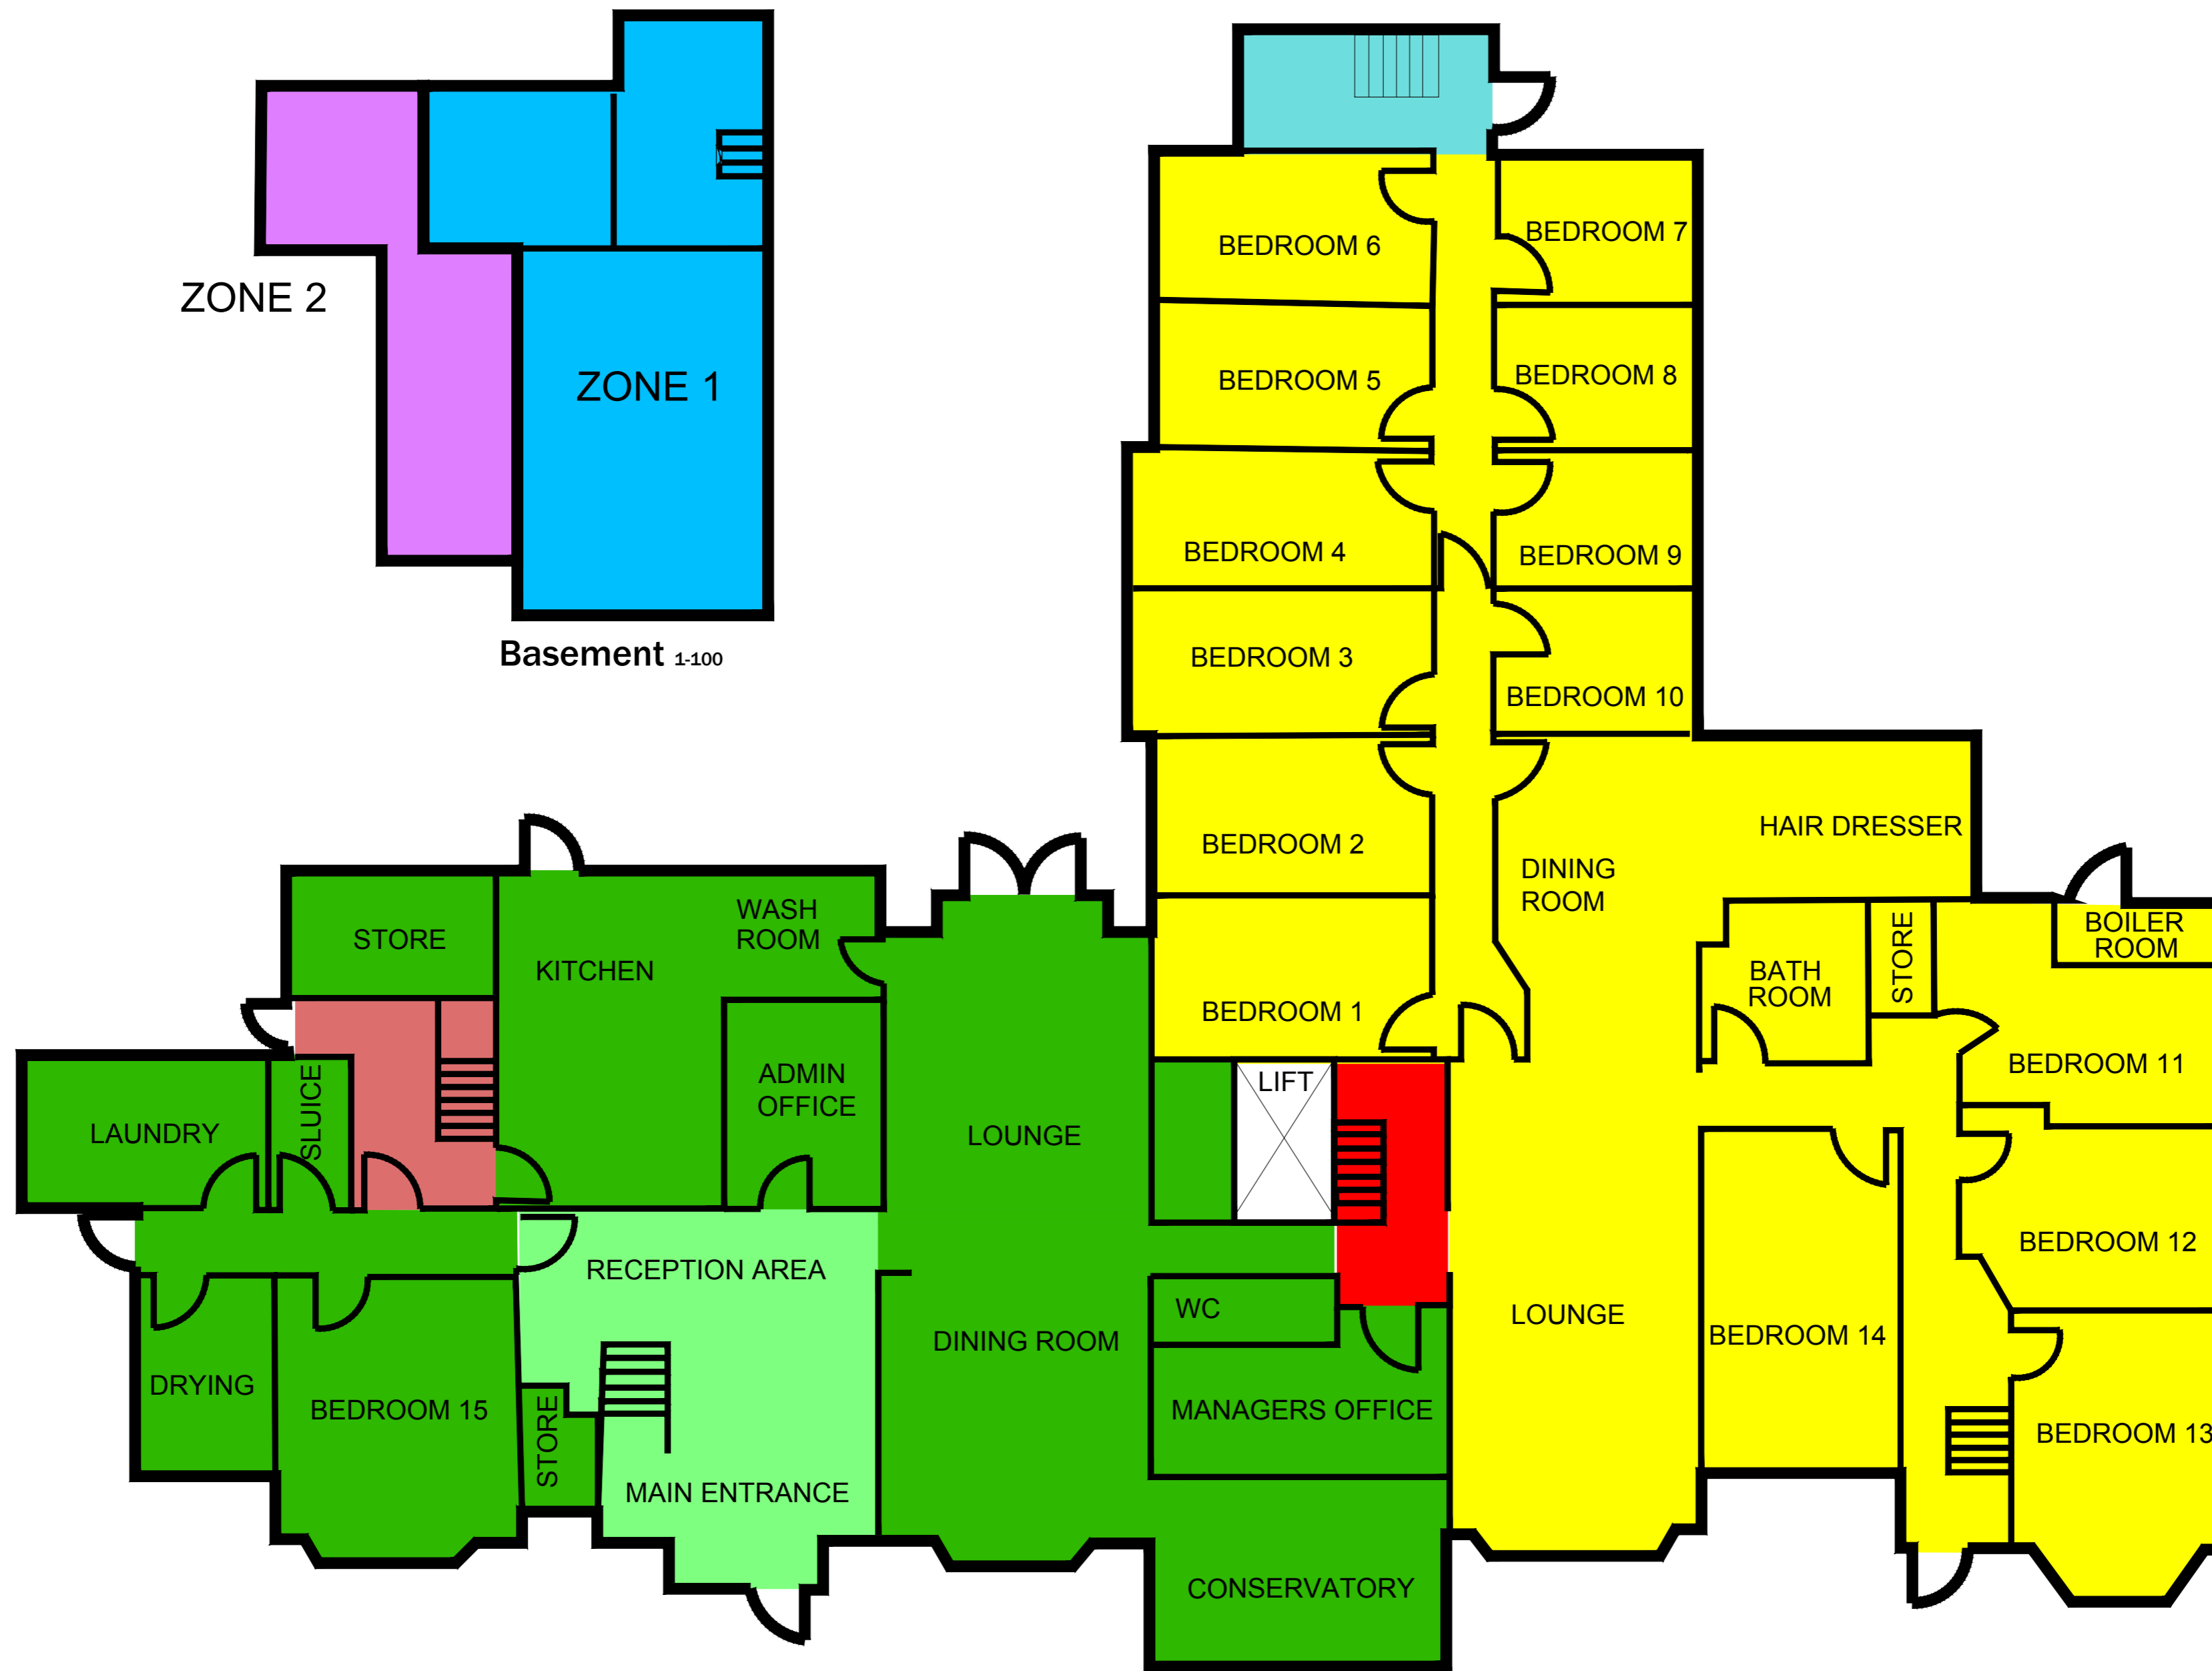 ZONE 2
ZONE 1
Basement 1-100
BEDROOM 6
BEDROOM 7
BEDROOM 5
BEDROOM 8
BEDROOM 4
BEDROOM 9
BEDROOM 3
BEDROOM 10
BEDROOM 2
HAIR DRESSER
DINING
ROOM
BEDROOM 1
BATH
ROOM
STORE
BOILER
ROOM
BEDROOM 11
STORE
KITCHEN
WASH
ROOM
ADMIN
OFFICE
LAUNDRY
SLUICE
LOUNGE
LIFT
BEDROOM 12
RECEPTION AREA
WC
DINING ROOM
LOUNGE
BEDROOM 14
DRYING
BEDROOM 15
STORE
MANAGERS OFFICE
BEDROOM 13
MAIN ENTRANCE
CONSERVATORY